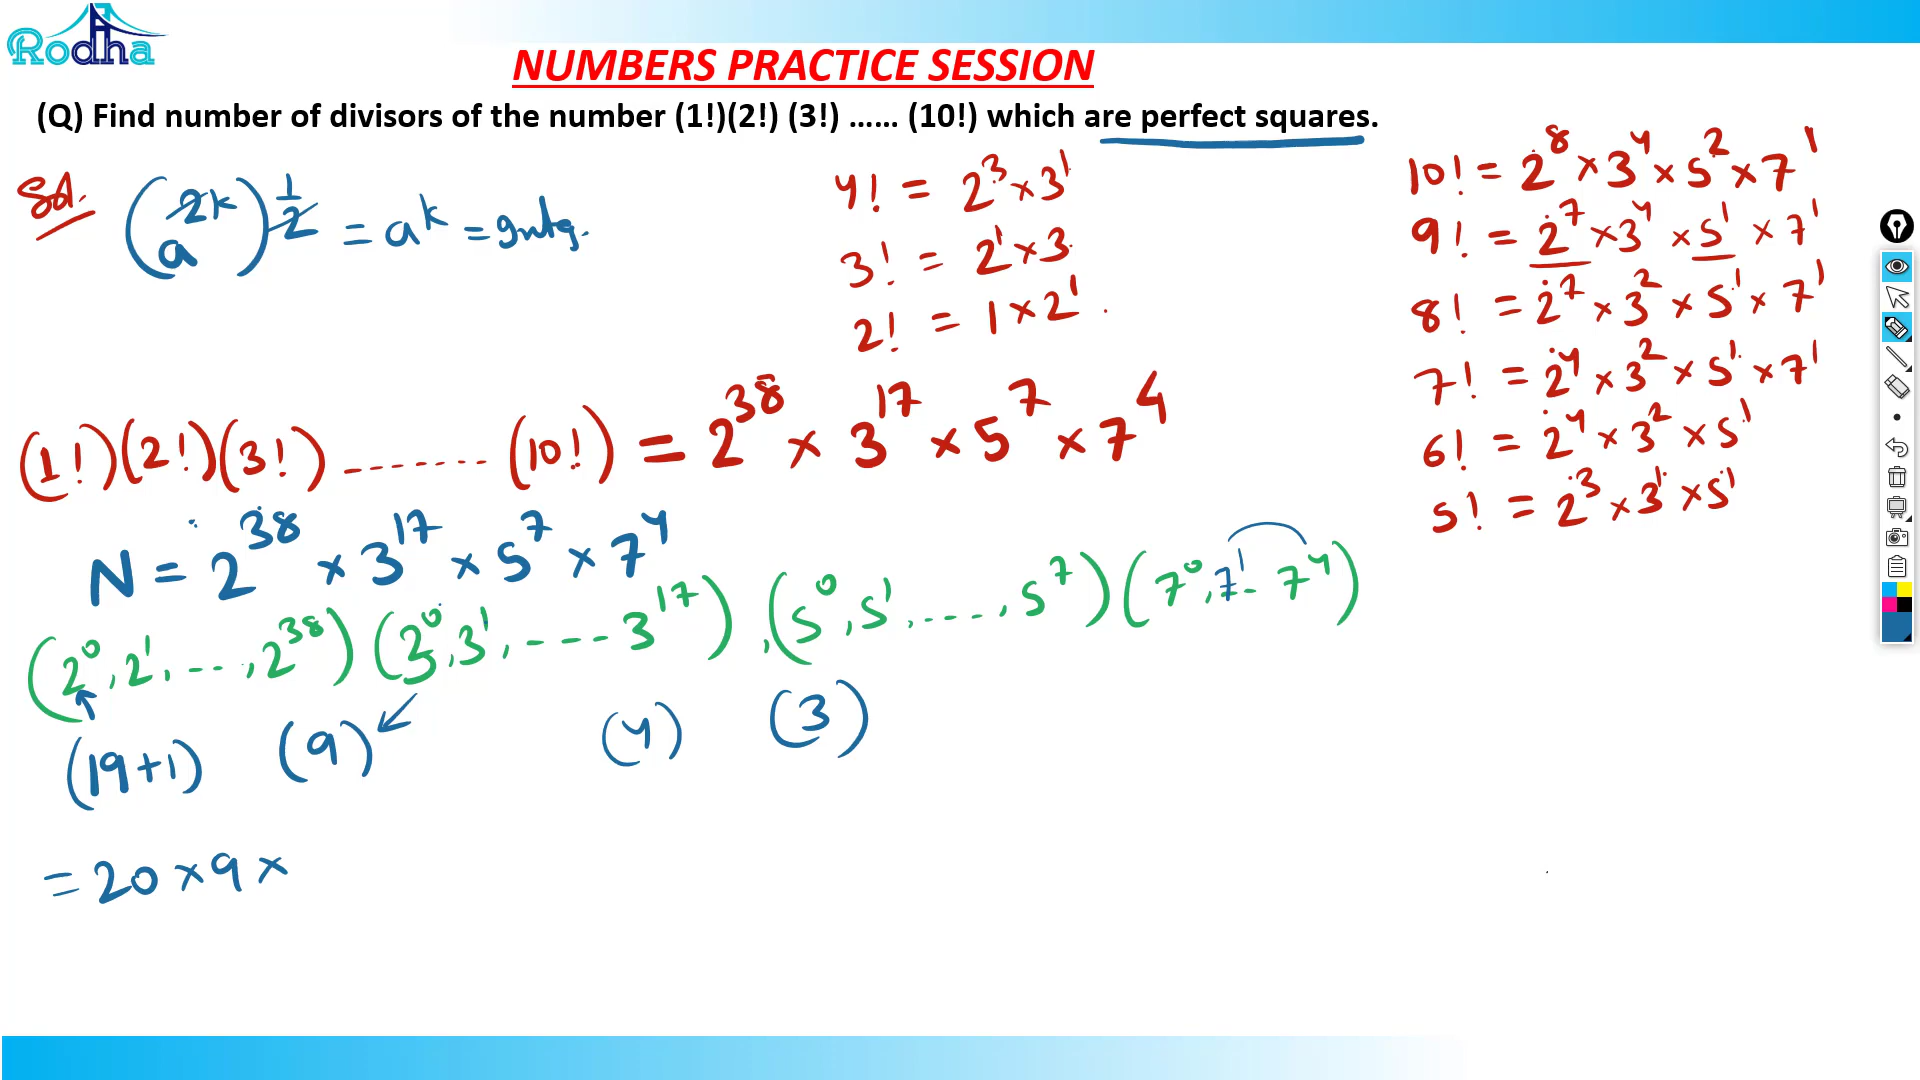 Rodha
NUMBERS PRACTICE SESSION
(Q) Find number of divisors of the number (1!)(2!) (3!) …… (10!) which are perfect squares.
Sol.
(a^2k)^1/2 = a^k = Integ.
4! = 2^3 × 3^1
3! = 2^1 × 3
2! = 1 × 2^1
10! = 2^8 × 3^4 × 5^2 × 7^1
9! = 2^7 × 3^4 × 5^1 × 7^1
8! = 2^7 × 3^2 × 5^1 × 7^1
7! = 2^4 × 3^2 × 5^1 × 7^1
6! = 2^4 × 3^2 × 5^1
5! = 2^3 × 3^1 × 5^1
(1!)(2!)(3!) ------- (10!) = 2^38 × 3^17 × 5^7 × 7^4
N = 2^38 × 3^17 × 5^7 × 7^4
(2^0, 2^1, ..., 2^38) (3^0, 3^1, ---- 3^17), (5^0, 5^1, ...., 5^7) (7^0, 7^1 -- 7^4)
(19+1) (9) (4) (3)
= 20 × 9 ×